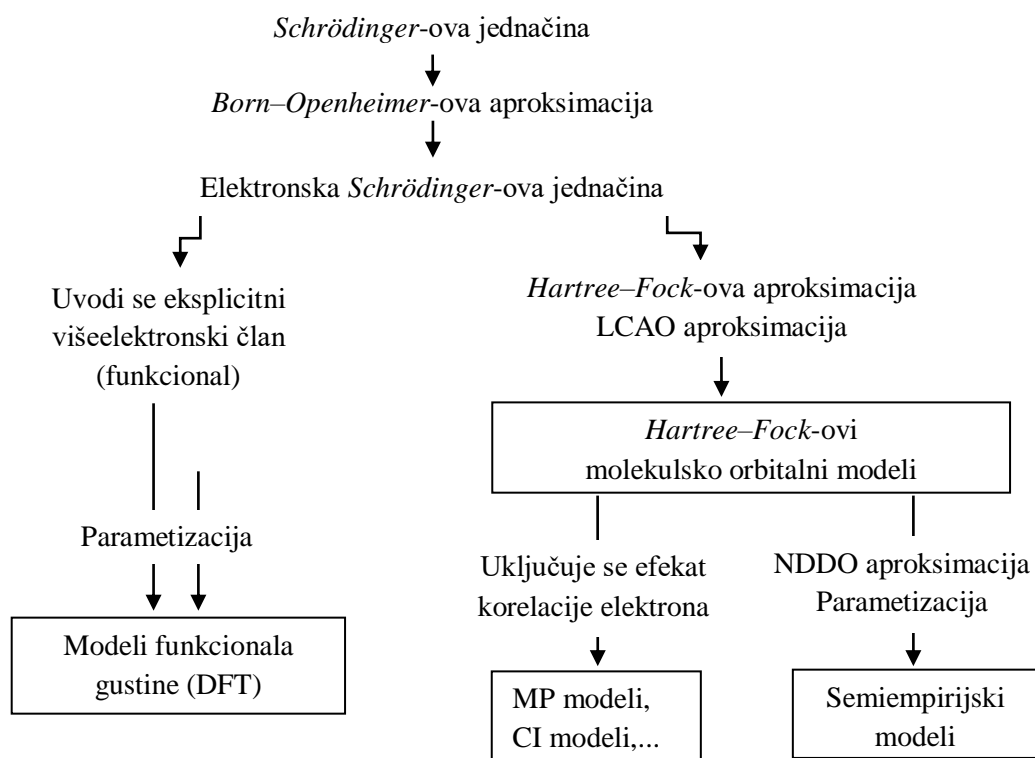 Schrödinger-ova jednačina
Born–Openheimer-ova aproksimacija
Elektronska Schrödinger-ova jednačina
Uvodi se eksplicitni
višeelektronski član
(funkcional)
Hartree–Fock-ova aproksimacija
LCAO aproksimacija
Hartree–Fock-ovi
molekulsko orbitalni modeli
Parametizacija
Uključuje se efekat
korelacije elektrona
NDDO aproksimacija
Parametizacija
Modeli funkcionala
gustine (DFT)
MP modeli,
CI modeli,...
Semiempirijski
modeli